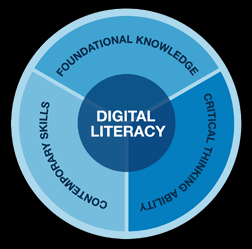 FOUNDATIONAL KNOWLEDGE
DIGITAL
LITERACY
CONTEMPORARY SKILLS
CRITICAL THINKING ABILITY